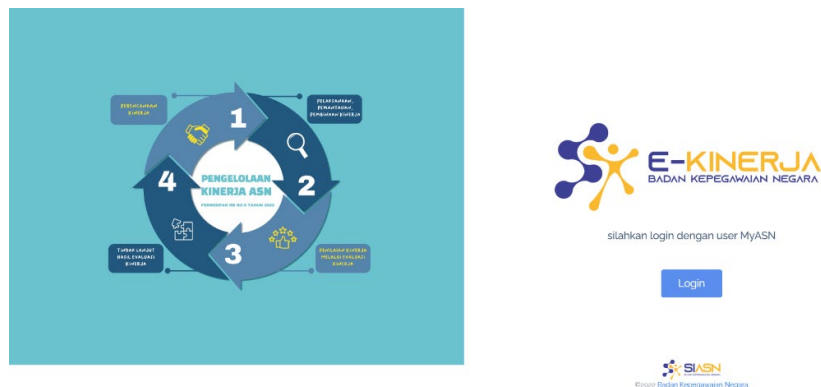 PERENCANAAN
KINERJA
1
PELAKSANAAN,
PEMANTAUAN,
PEMBINAAN KINERJA
4
PENGELOLAAN
KINERJA ASN
2
TINDAK LANJUT
HASIL EVALUASI
KINERJA
3
PENILAIAN KINERJA
MELALUI EVALUASI
KINERJA
E-KINERJA
BADAN KEPEGAWAIAN NEGARA
silahkan login dengan user MyASN
Login
SIASN
©2022 Badan Kepegawaian Negara